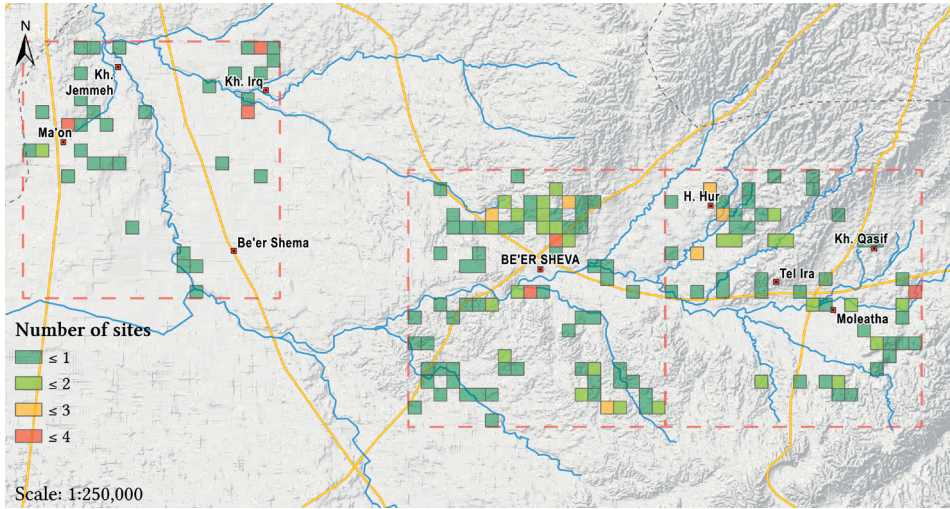 N
Kh.
Jemmeh
Kh. Irq
Ma'on
H. Hur
Kh. Qasif
Be'er Shema
BE'ER SHEVA
Tel Ira
Moleatha
Number of sites
≤ 1
≤ 2
≤ 3
≤ 4
Scale: 1:250,000